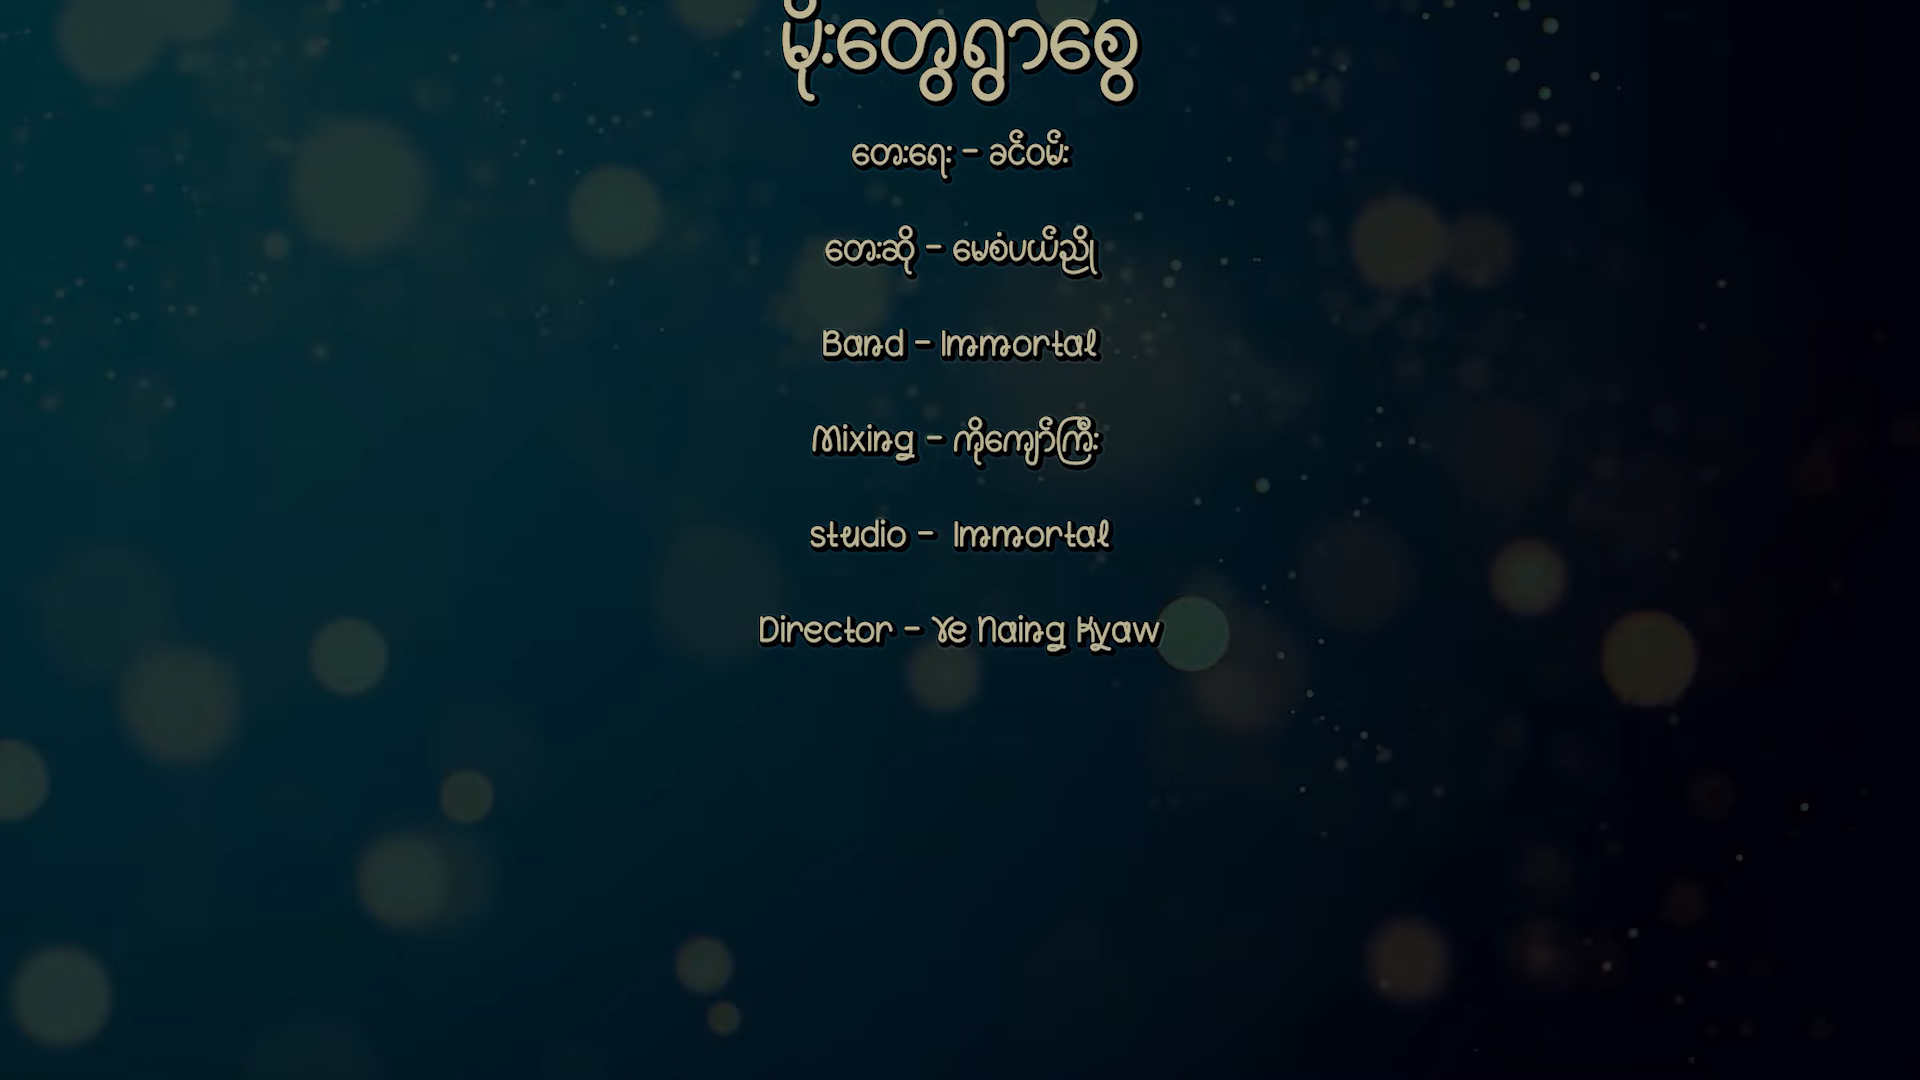 မိုးတွေရွာစေွ
တေးရေး - ခင်ဝမ်း
တေးဆို - မေစံပယ်ညို
Band - Immortal
Mixing - ကိုကျော်ကြီး
studio - Immortal
Director - Ye Naing Kyaw